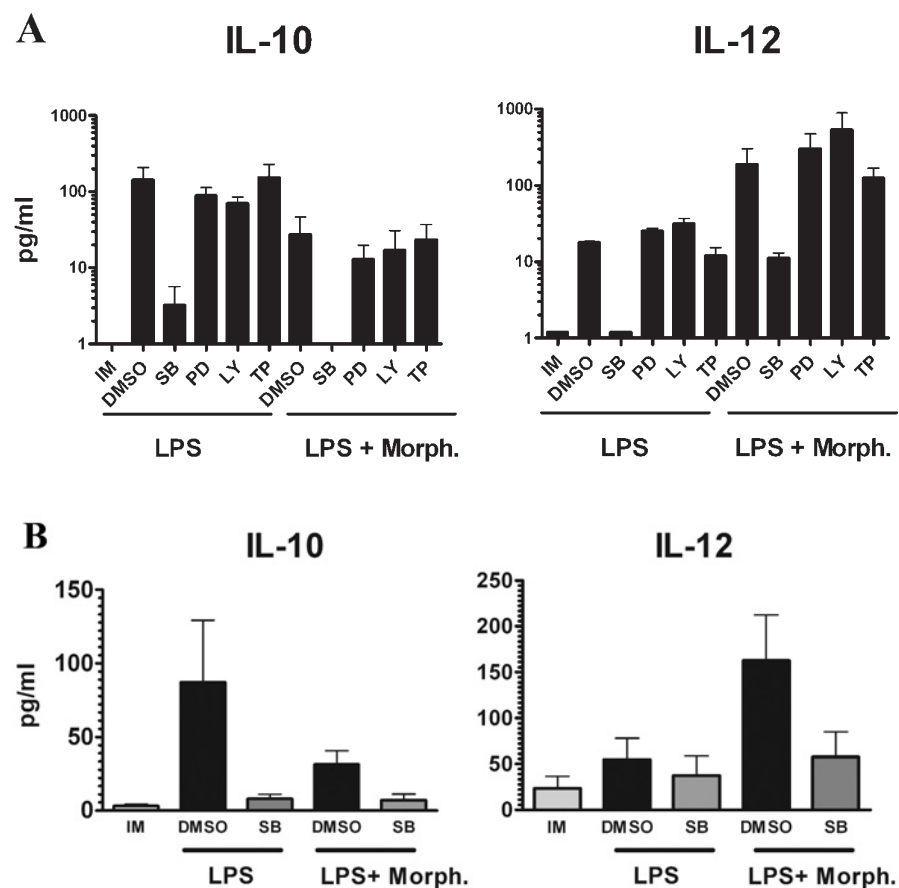 A
IL-10
IL-12
pg/ml
1000
100
10
1
IM
DMSO
SB
PD
LY
TP
DMSO
SB
PD
LY
TP
LPS
LPS + Morph.
1000
100
10
1
IM
DMSO
SB
PD
LY
TP
DMSO
SB
PD
LY
TP
LPS
LPS + Morph.
B
IL-10
IL-12
pg/ml
150
100
50
0
IM
DMSO
SB
DMSO
SB
LPS
LPS+ Morph.
250
200
150
100
50
0
IM
DMSO
SB
DMSO
SB
LPS
LPS+ Morph.